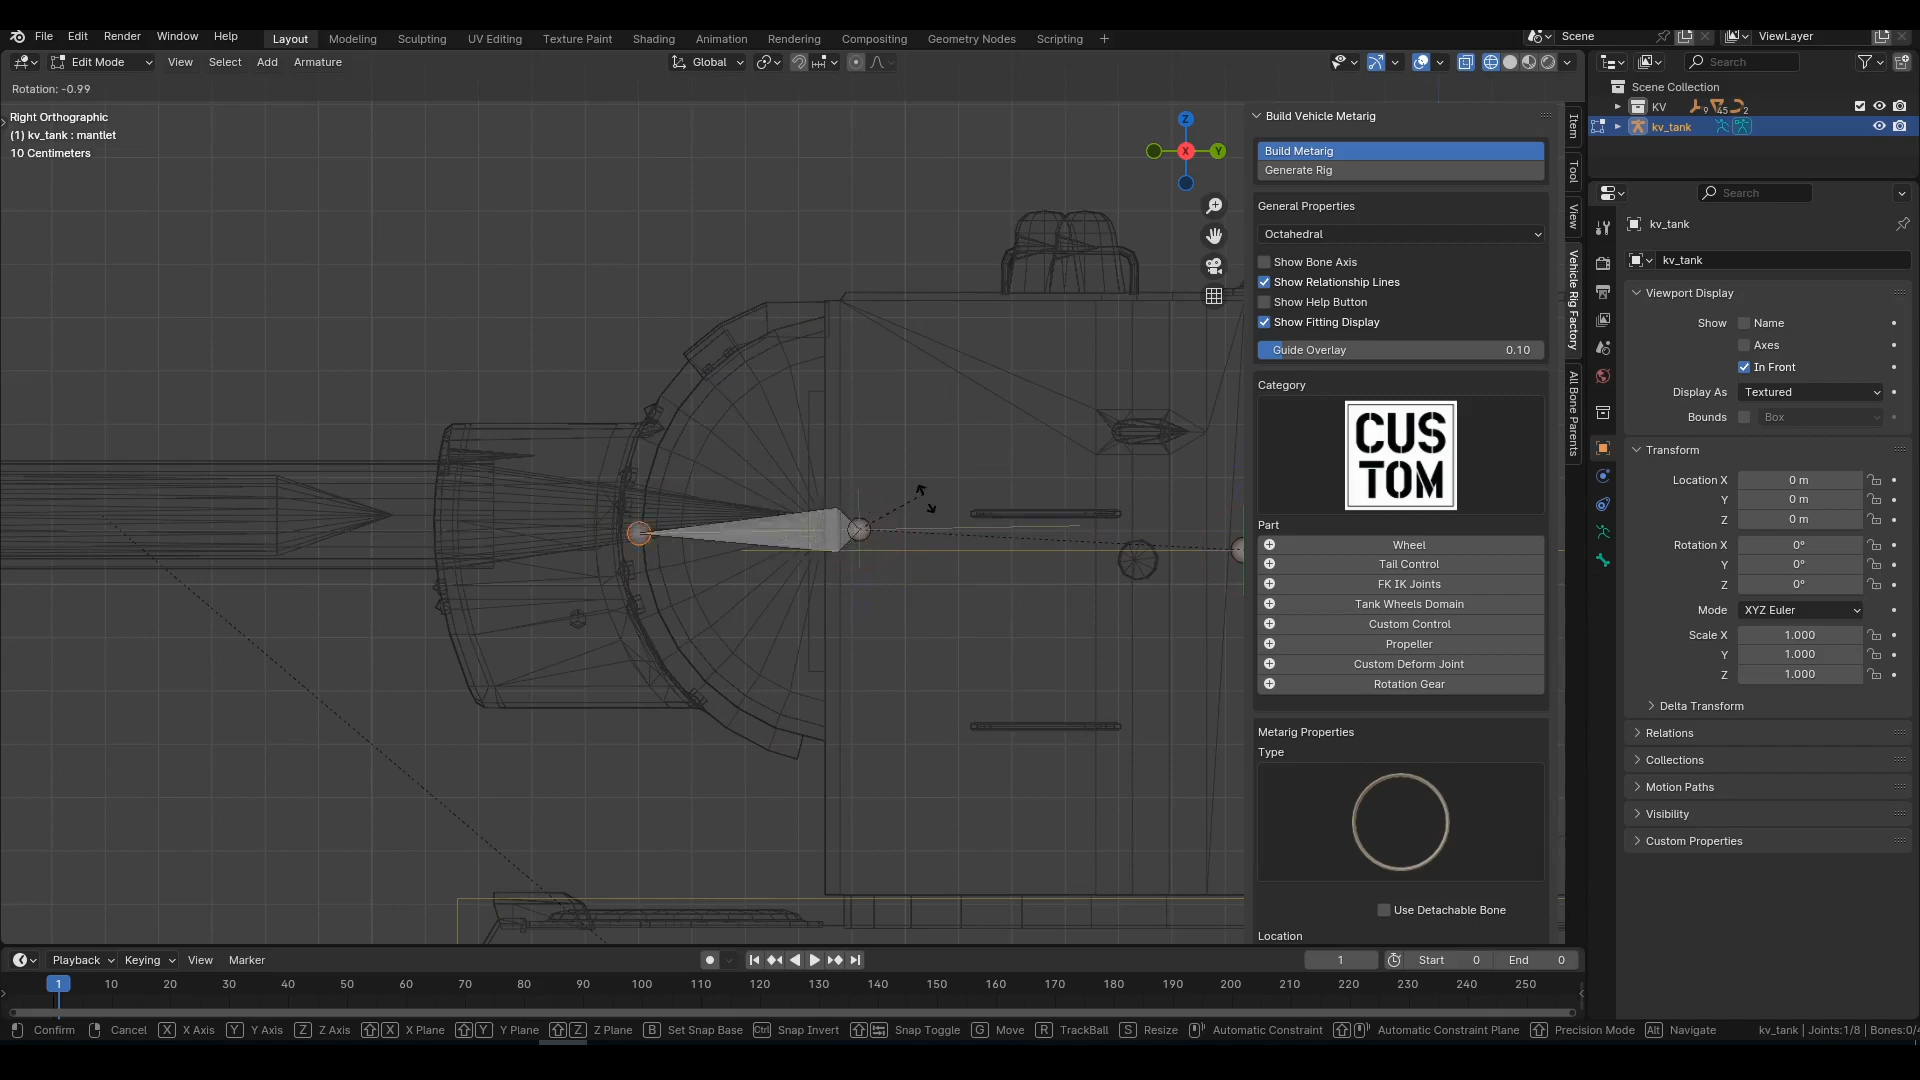 File Edit Render Window Help Layout Modeling Sculpting UV Editing Texture Paint Shading Animation Rendering Compositing Geometry Nodes Scripting + Scene ViewLayer
Edit Mode View Select Add Armature Global Search
Rotation: -0.99
Right Orthographic
(1) kv_tank : mantlet
10 Centimeters
Z
X
Y
Build Vehicle Metarig
Build Metarig
Generate Rig
General Properties
Octahedral
Show Bone Axis
Show Relationship Lines
Show Help Button
Show Fitting Display
Guide Overlay 0.10
Category
CUS
TOM
Part
Wheel
Tail Control
FK IK Joints
Tank Wheels Domain
Custom Control
Propeller
Custom Deform Joint
Rotation Gear
Metarig Properties
Type
Use Detachable Bone
Location
Item
Tool
View
Vehicle Rig Factory
All Bone Parents
Scene Collection
KV 9 45 2
kv_tank
Search
kv_tank
kv_tank
Viewport Display
Show Name
Axes
In Front
Display As Textured
Bounds Box
Transform
Location X 0 m
Y 0 m
Z 0 m
Rotation X 0°
Y 0°
Z 0°
Mode XYZ Euler
Scale X 1.000
Y 1.000
Z 1.000
Delta Transform
Relations
Collections
Motion Paths
Visibility
Custom Properties
Playback Keying View Marker 1 Start 0 End 0
1 10 20 30 40 50 60 70 80 90 100 110 120 130 140 150 160 170 180 190 200 210 220 230 240 250
Confirm Cancel X X Axis Y Y Axis Z Z Axis X X Plane Y Y Plane Z Z Plane B Set Snap Base Ctrl Snap Invert Snap Toggle G Move R TrackBall S Resize Automatic Constraint Automatic Constraint Plane Precision Mode Alt Navigate kv_tank | Joints:1/8 | Bones:0/4